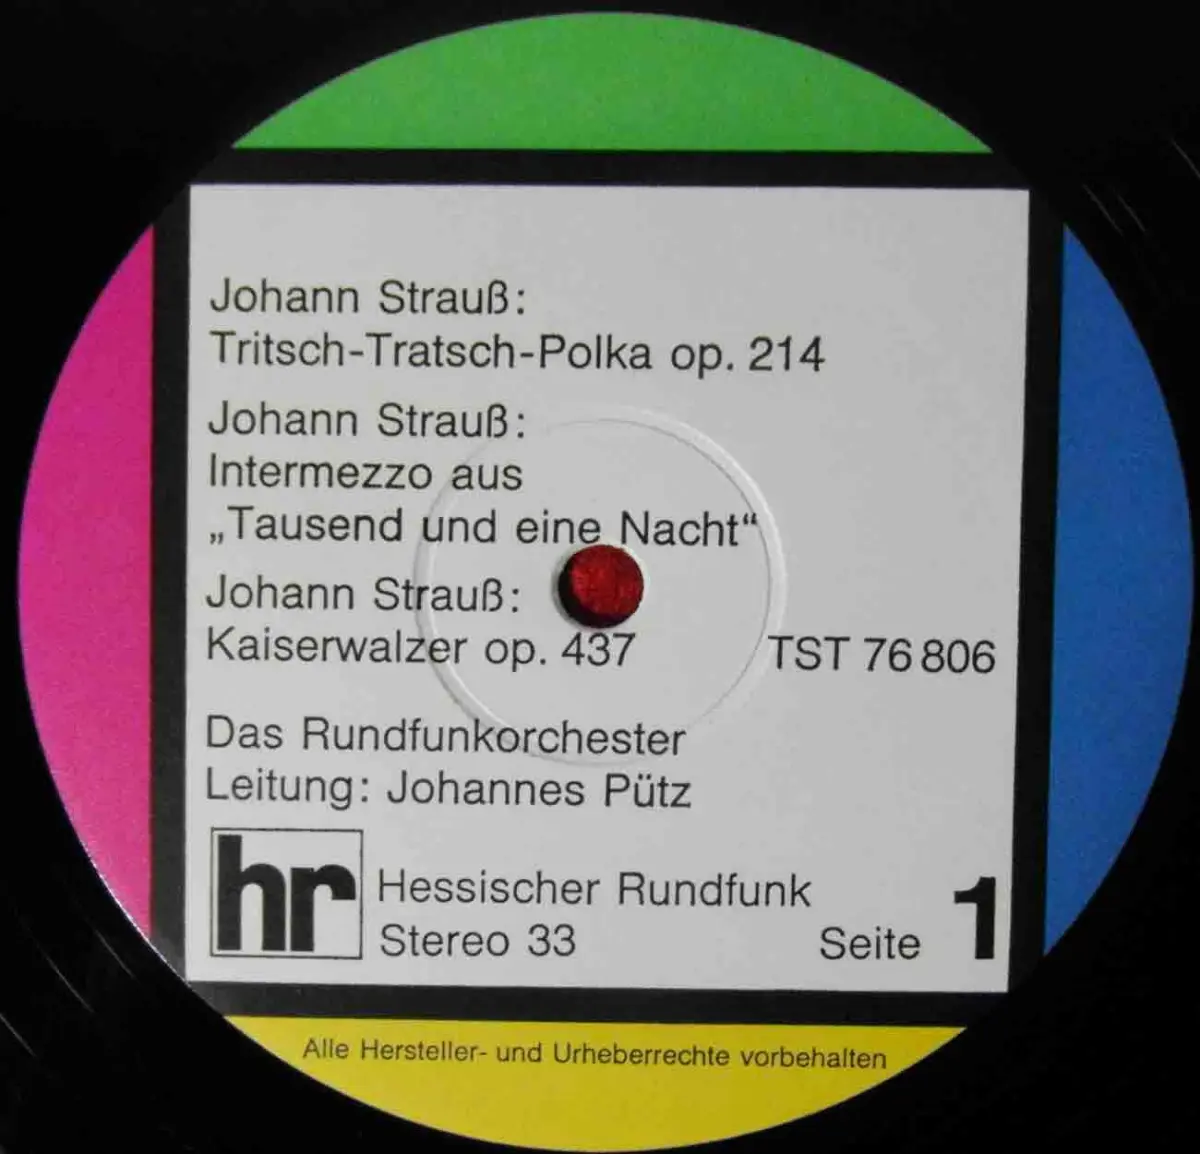 Johann Strauß:
Tritsch-Tratsch-Polka op. 214
Johann Strauß:
Intermezzo aus
„Tausend und eine Nacht“
Johann Strauß:
Kaiserwalzer op. 437
TST 76 806
Das Rundfunkorchester
Leitung: Johannes Pütz
hr
Hessischer Rundfunk
Stereo 33
Seite 1
Alle Hersteller- und Urheberrechte vorbehalten